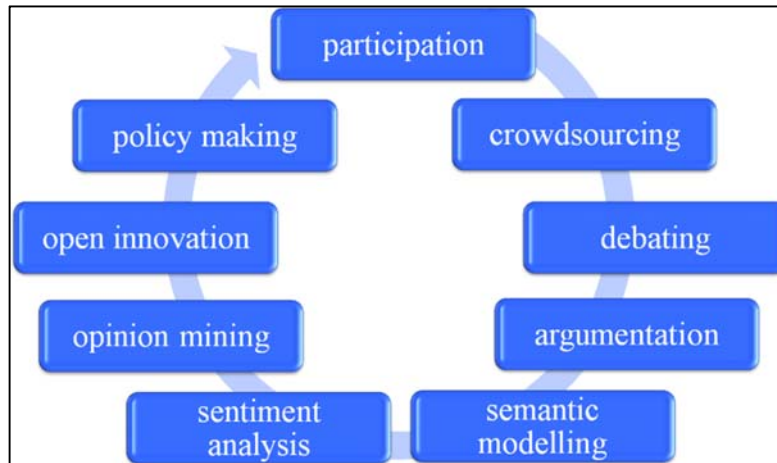 participation
crowdsourcing
debating
argumentation
semantic
modelling
sentiment
analysis
opinion mining
open innovation
policy making